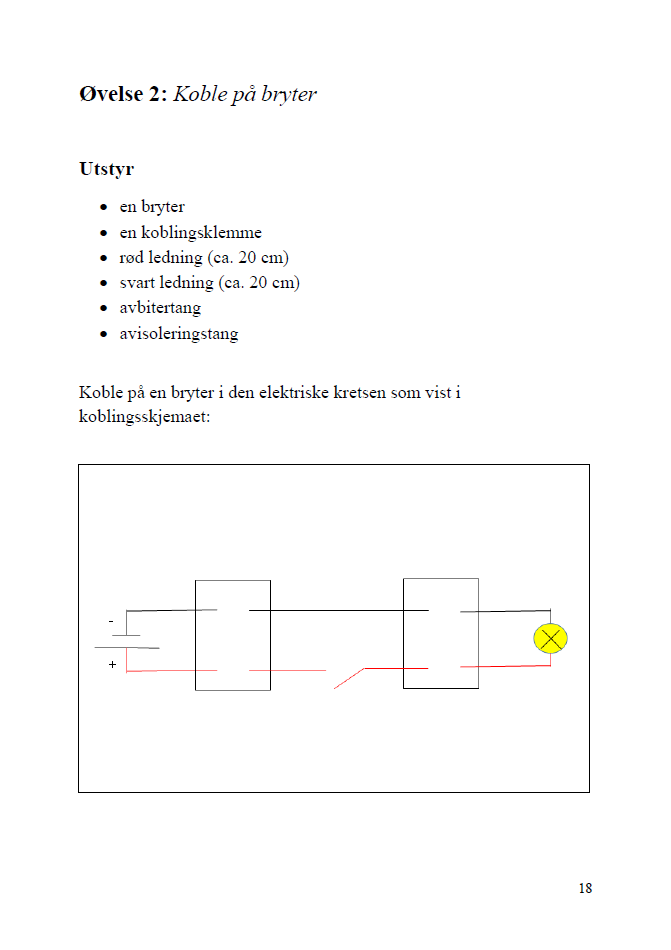 Øvelse 2: Koble på bryter
Utstyr
• en bryter
• en koblingsklemme
• rød ledning (ca. 20 cm)
• svart ledning (ca. 20 cm)
• avbitertang
• avisoleringstang
Koble på en bryter i den elektriske kretsen som vist i
koblingsskjemaet:
-
+
18